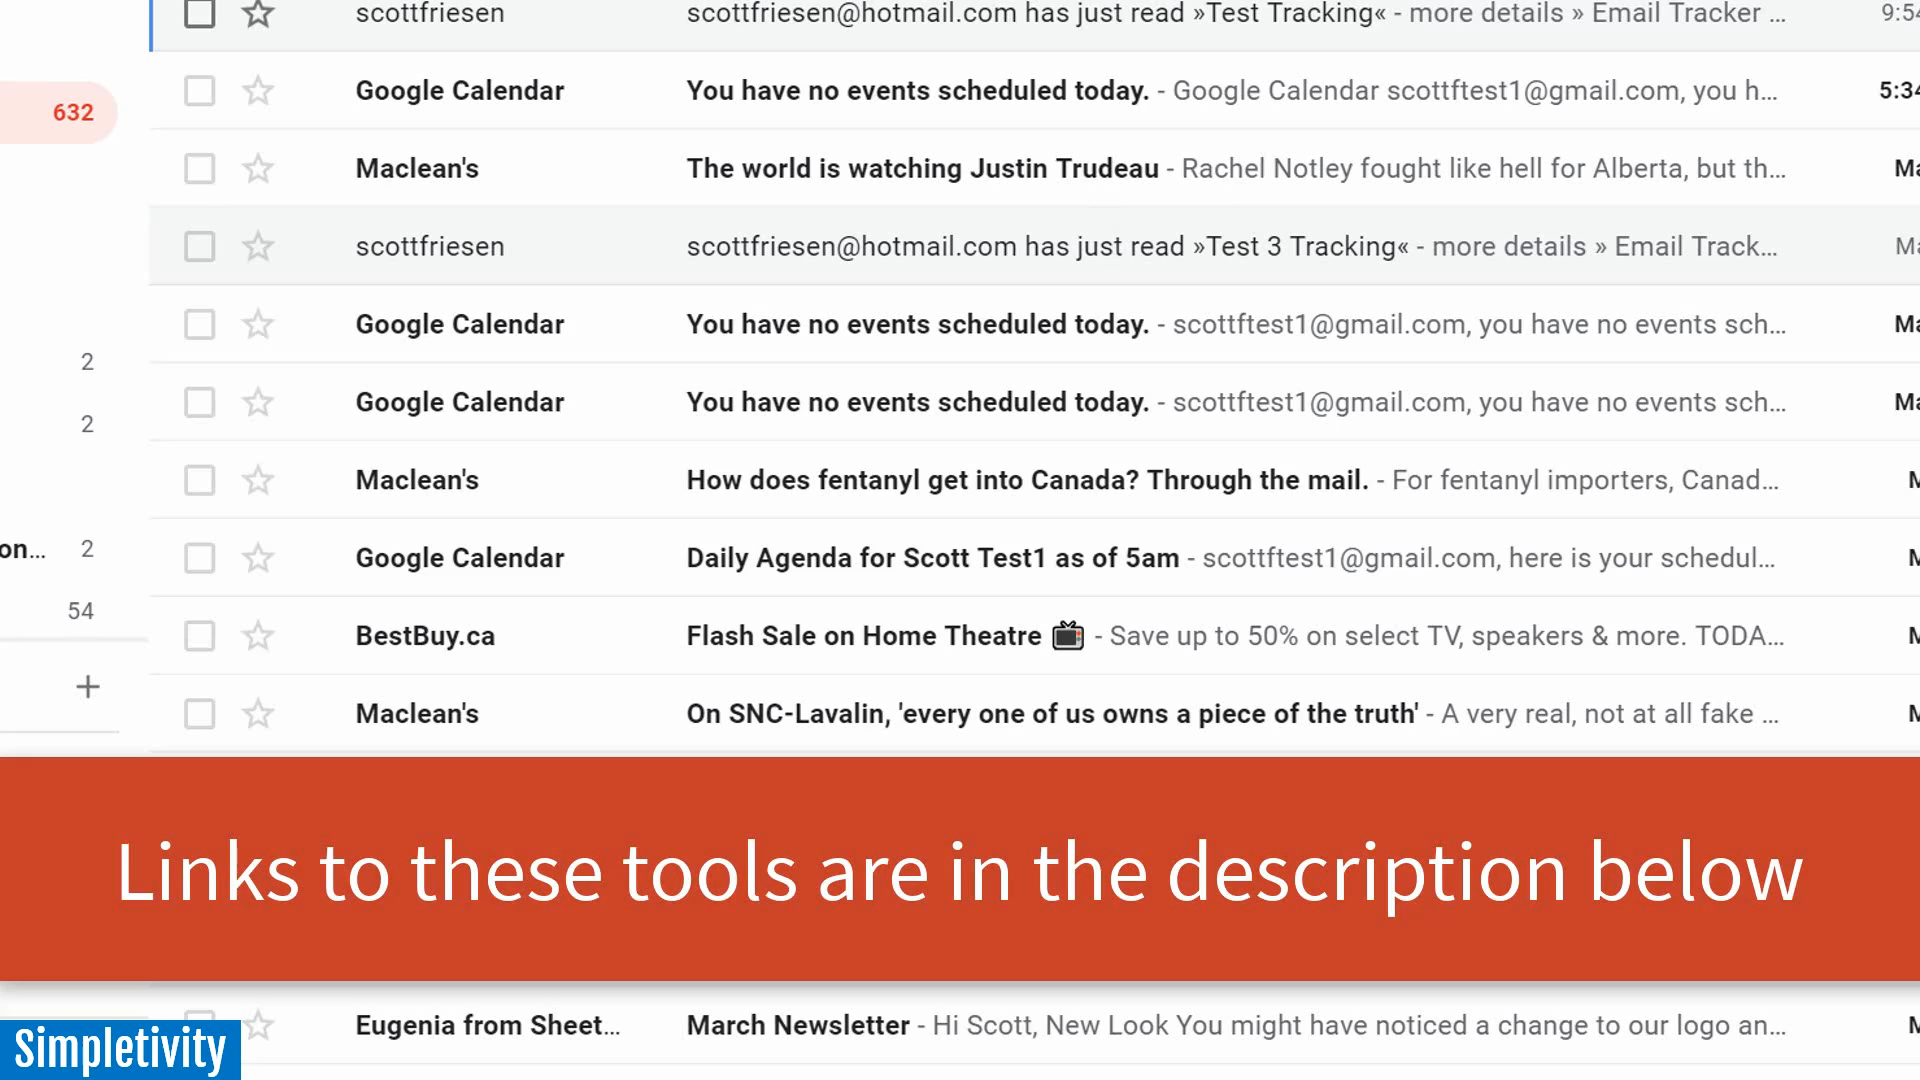 scottfriesen scottfriesen@hotmail.com has just read »Test Tracking« - more details » Email Tracker ... 9:54
632
Google Calendar You have no events scheduled today. - Google Calendar scottftest1@gmail.com, you h... 5:34
Maclean's The world is watching Justin Trudeau - Rachel Notley fought like hell for Alberta, but th... Ma
scottfriesen scottfriesen@hotmail.com has just read »Test 3 Tracking« - more details » Email Track... Ma
Google Calendar You have no events scheduled today. - scottftest1@gmail.com, you have no events sch... Ma
2
Google Calendar You have no events scheduled today. - scottftest1@gmail.com, you have no events sch... Ma
2
Maclean's How does fentanyl get into Canada? Through the mail. - For fentanyl importers, Canad... M
on... 2 Google Calendar Daily Agenda for Scott Test1 as of 5am - scottftest1@gmail.com, here is your schedul... M
54
BestBuy.ca Flash Sale on Home Theatre 📺 - Save up to 50% on select TV, speakers & more. TODA... M
+
Maclean's On SNC-Lavalin, 'every one of us owns a piece of the truth' - A very real, not at all fake ... M
Links to these tools are in the description below
Eugenia from Sheet... March Newsletter - Hi Scott, New Look You might have noticed a change to our logo an... M
Simpletivity